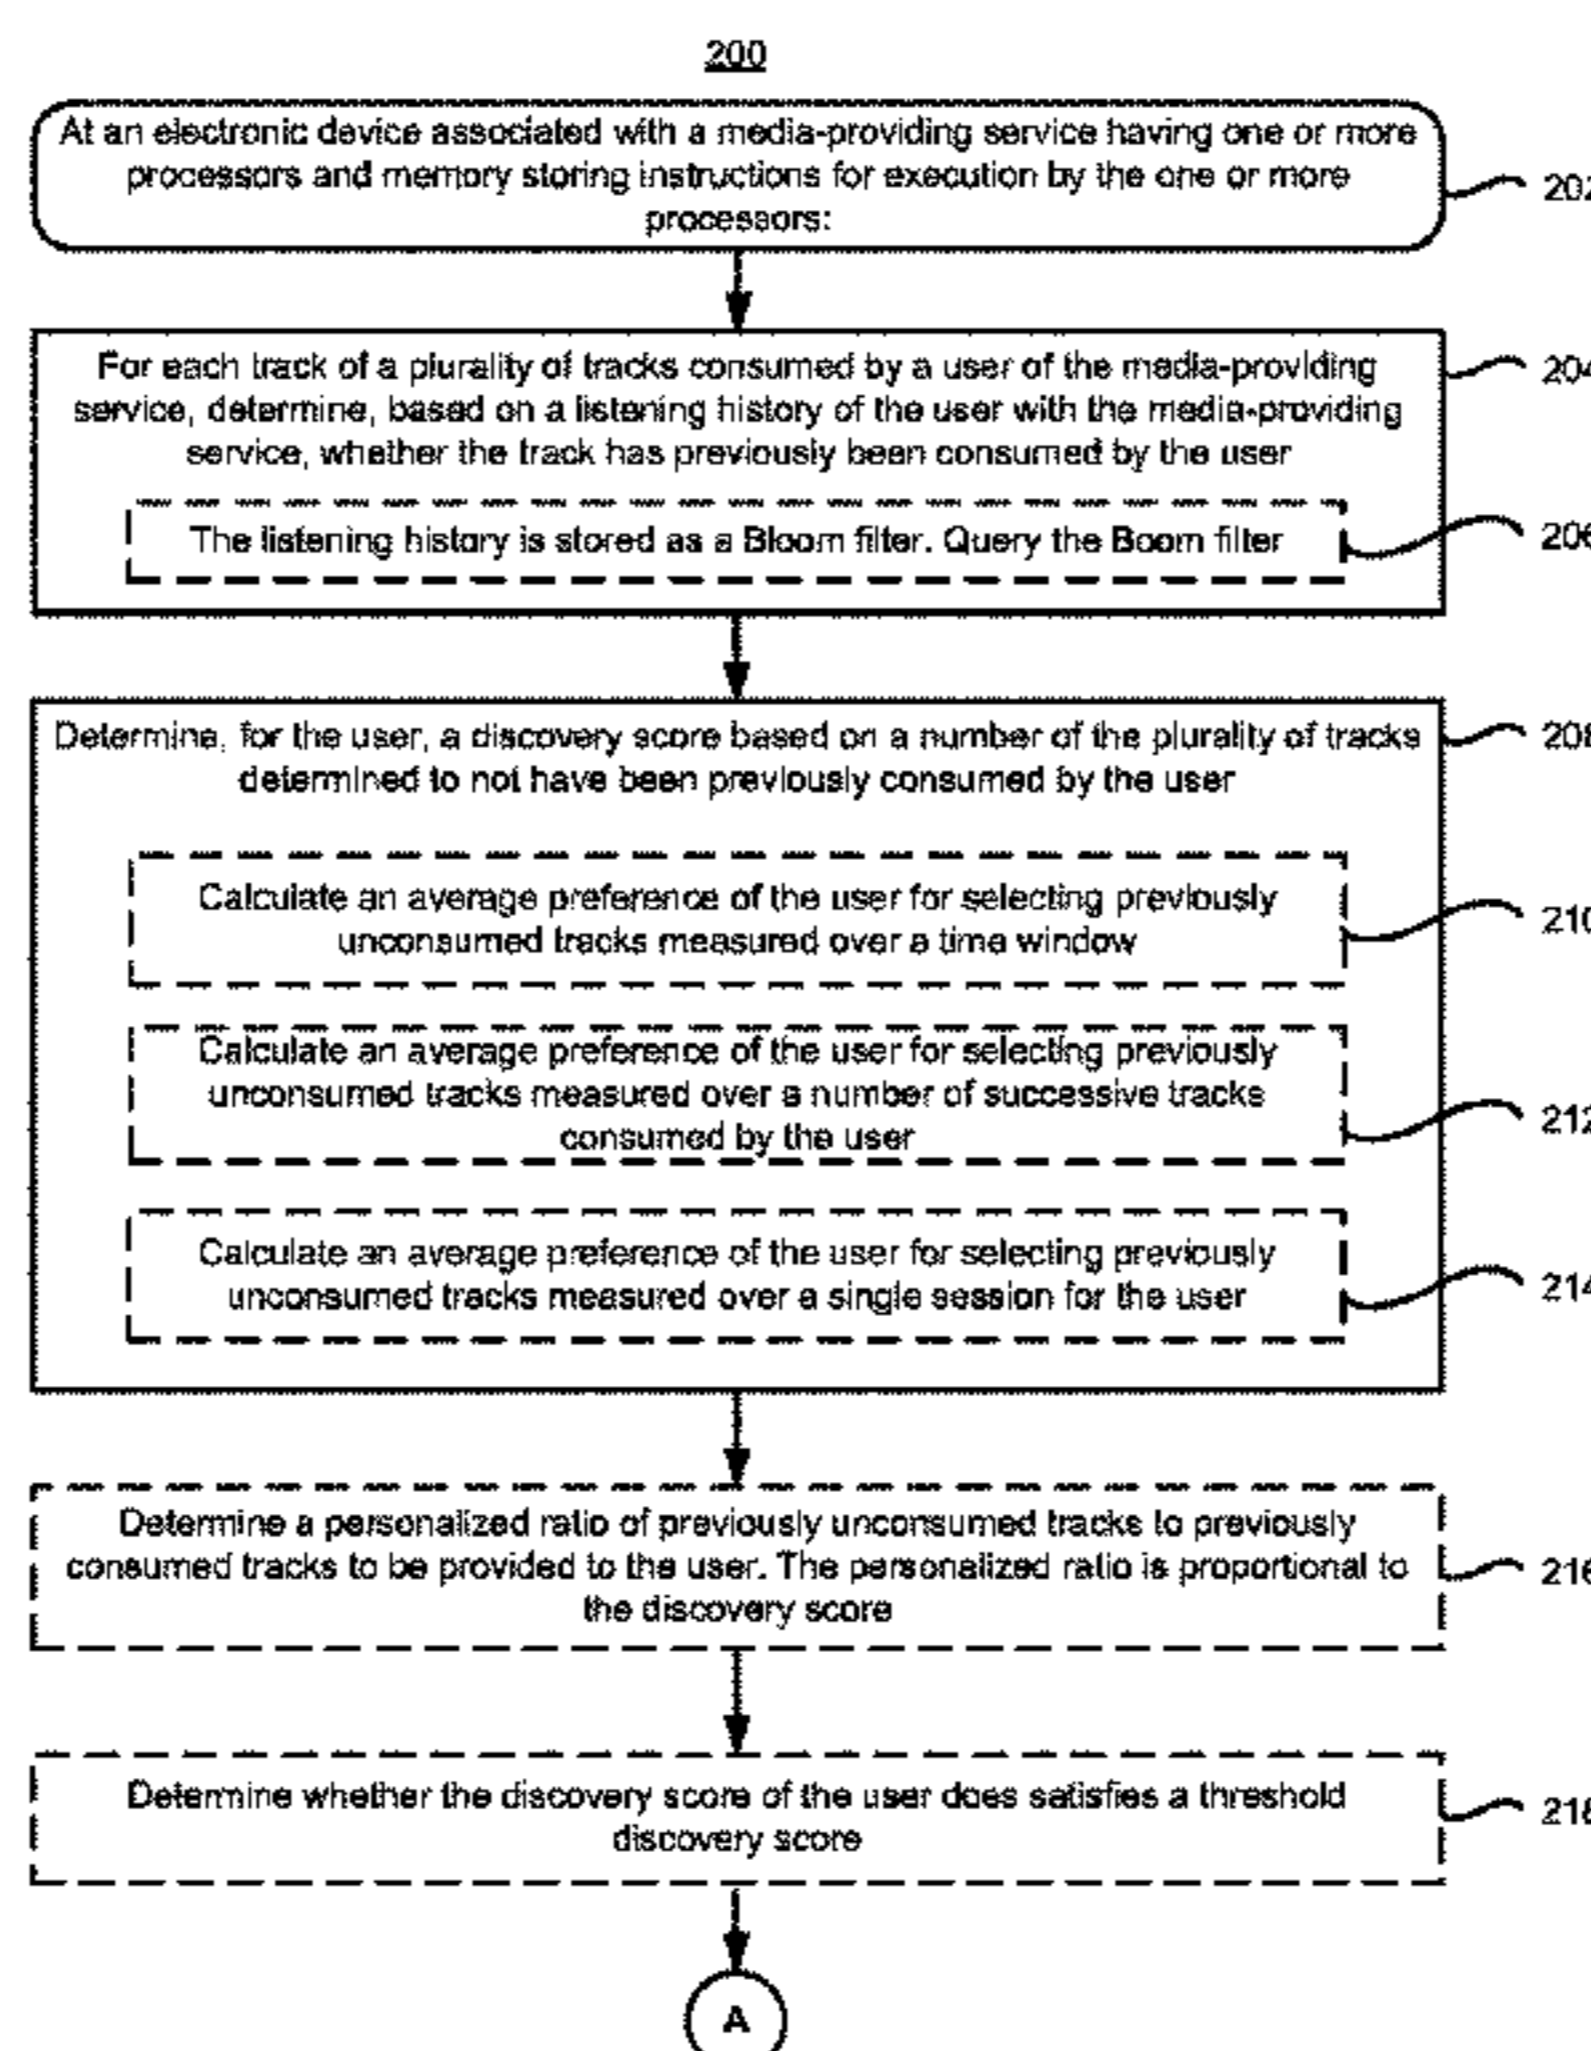 200
At an electronic device associated with a media-providing service having one or more
processors and memory storing instructions for execution by the one or more
processors:
202
For each track of a plurality of tracks consumed by a user of the media-providing
service, determine, based on a listening history of the user with the media-providing
service, whether the track has previously been consumed by the user
204
The listening history is stored as a Bloom filter. Query the Boom filter
206
Determine, for the user, a discovery score based on a number of the plurality of tracks
determined to not have been previously consumed by the user
208
Calculate an average preference of the user for selecting previously
unconsumed tracks measured over a time window
210
Calculate an average preference of the user for selecting previously
unconsumed tracks measured over a number of successive tracks
consumed by the user
212
Calculate an average preference of the user for selecting previously
unconsumed tracks measured over a single session for the user
214
Determine a personalized ratio of previously unconsumed tracks to previously
consumed tracks to be provided to the user. The personalized ratio is proportional to
the discovery score
216
Determine whether the discovery score of the user does satisfies a threshold
discovery score
218
A